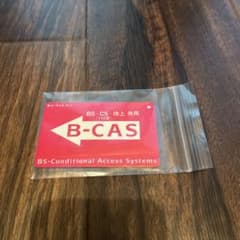 BS・CS・地上 共用
B-CAS
BS-Conditional Access Systems